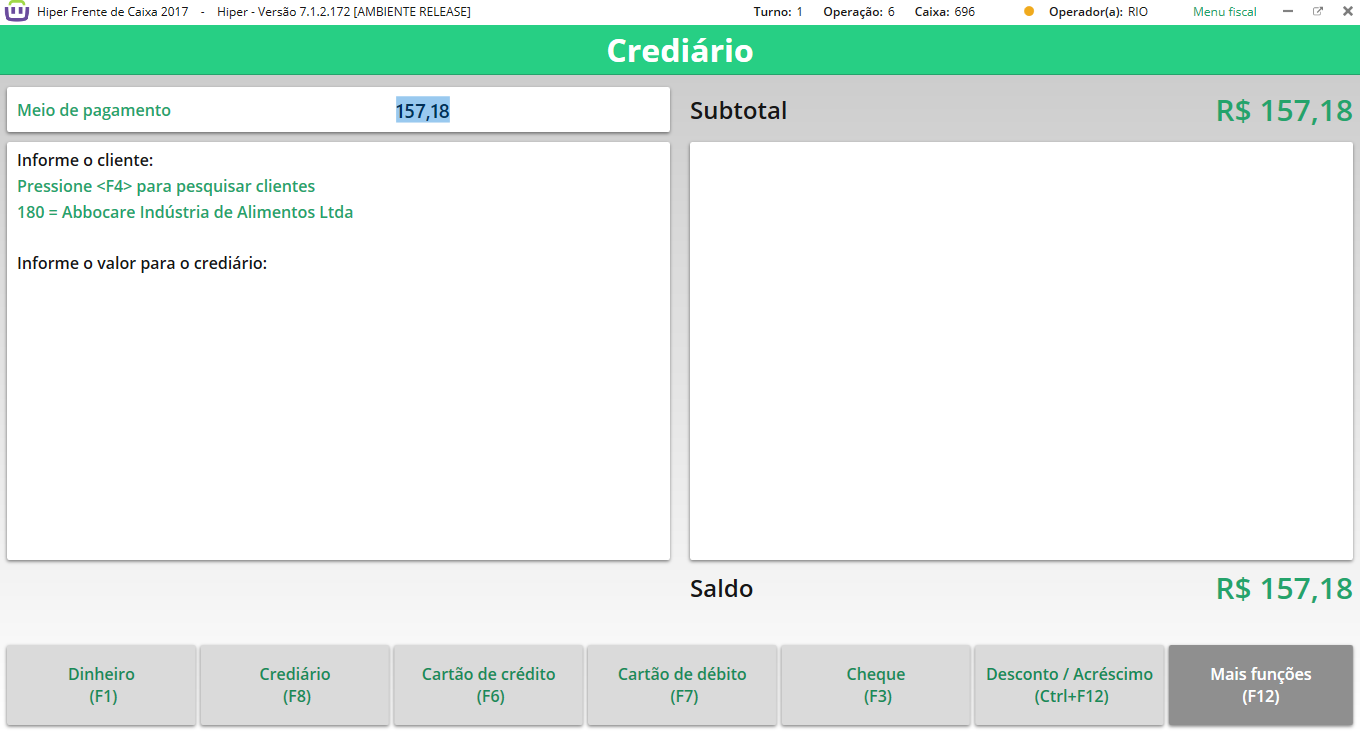 Hiper Frente de Caixa 2017 - Hiper - Versão 7.1.2.172 [AMBIENTE RELEASE] Turno: 1 Operação: 6 Caixa: 696 Operador(a): RIO Menu fiscal
Crediário
Meio de pagamento 157,18
Subtotal R$ 157,18
Informe o cliente:
Pressione <F4> para pesquisar clientes
180 = Abbocare Indústria de Alimentos Ltda
Informe o valor para o crediário:
Saldo R$ 157,18
Dinheiro
(F1)
Crediário
(F8)
Cartão de crédito
(F6)
Cartão de débito
(F7)
Cheque
(F3)
Desconto / Acréscimo
(Ctrl+F12)
Mais funções
(F12)